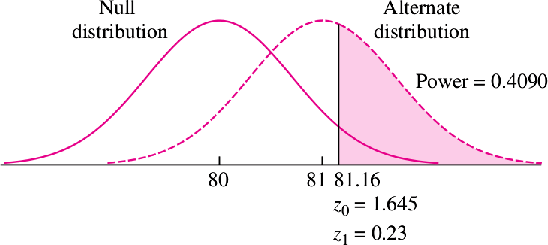 Null
distribution
Alternate
distribution
Power = 0.4090
80
81
81.16
z₀ = 1.645
z₁ = 0.23